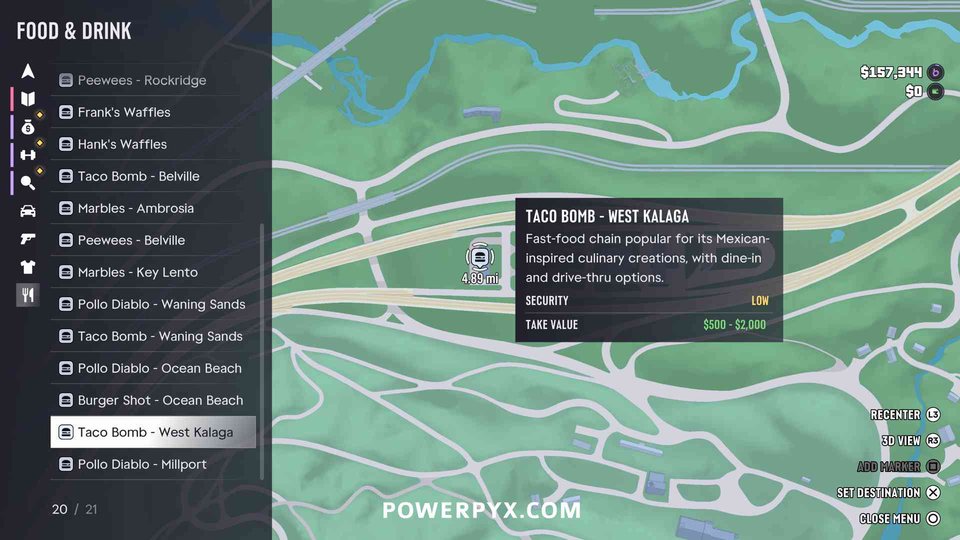 FOOD & DRINK
Peewees - Rockridge
Frank's Waffles
Hank's Waffles
Taco Bomb - Belville
Marbles - Ambrosia
Peewees - Belville
Marbles - Key Lento
Pollo Diablo - Waning Sands
Taco Bomb - Waning Sands
Pollo Diablo - Ocean Beach
Burger Shot - Ocean Beach
Taco Bomb - West Kalaga
Pollo Diablo - Millport
20 / 21
$157,344
$0
4.89 mi
TACO BOMB - WEST KALAGA
Fast-food chain popular for its Mexican-
inspired culinary creations, with dine-in
and drive-thru options.
SECURITY LOW
TAKE VALUE $500 - $2,000
RECENTER L3
3D VIEW R3
ADD MARKER
SET DESTINATION
CLOSE MENU
POWERPYX.COM